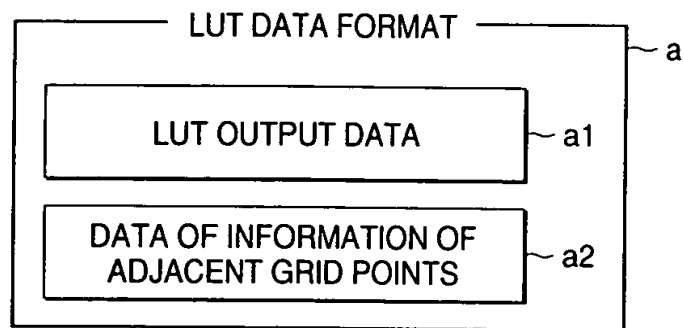 LUT DATA FORMAT
a
LUT OUTPUT DATA
a1
DATA OF INFORMATION OF
ADJACENT GRID POINTS
a2